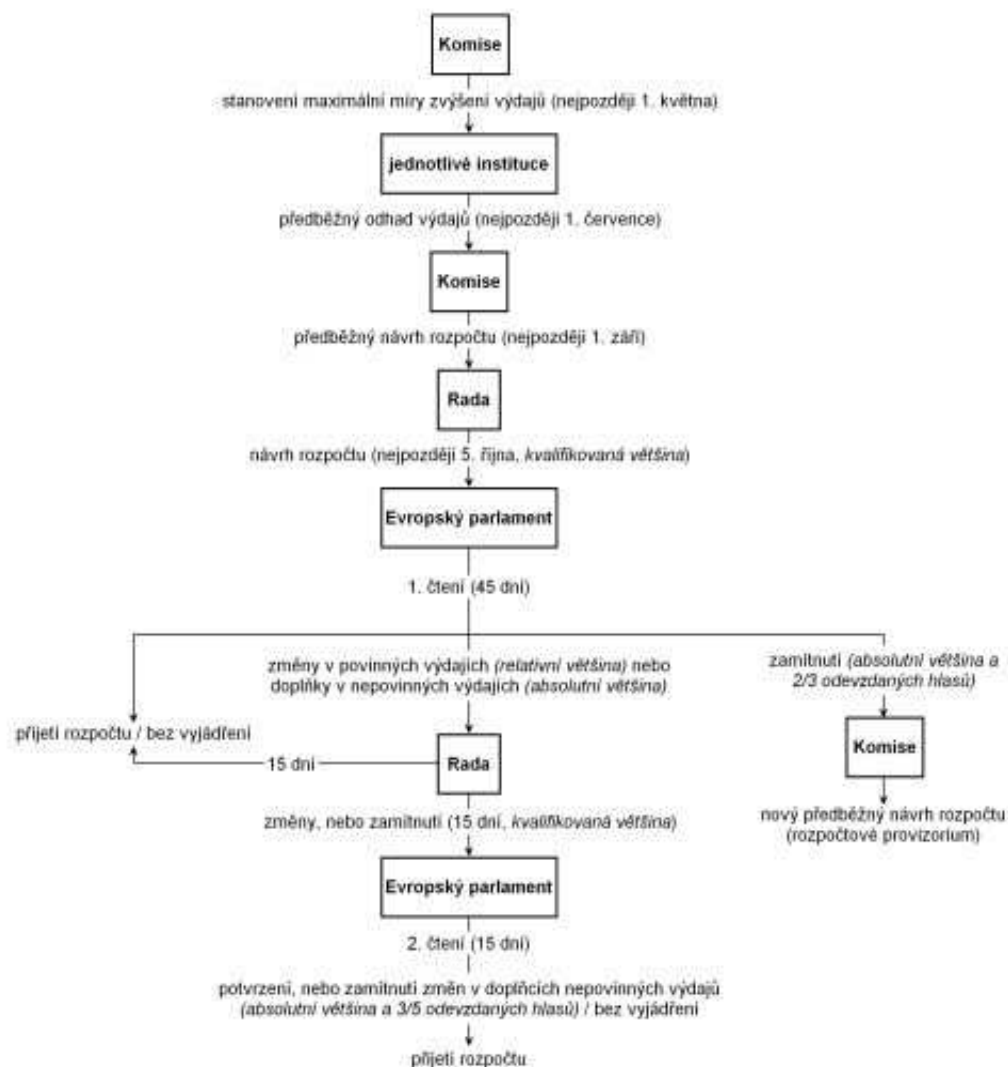 Komise
stanovení maximální míry zvýšení výdajů (nejpozději 1. května)
jednotlivé instituce
předběžný odhad výdajů (nejpozději 1. července)
Komise
předběžný návrh rozpočtu (nejpozději 1. září)
Rada
návrh rozpočtu (nejpozději 5. října, kvalifikovaná většina)
Evropský parlament
1. čtení (45 dní)
změny v povinných výdajích (relativní většina) nebo
doplňky v nepovinných výdajích (absolutní většina)
zamítnutí (absolutní většina a
2/3 odevzdaných hlasů)
přijetí rozpočtu / bez vyjádření
15 dní
Rada
Komise
změny, nebo zamítnutí (15 dní, kvalifikovaná většina)
nový předběžný návrh rozpočtu
(rozpočtové provizorium)
Evropský parlament
2. čtení (15 dní)
potvrzení, nebo zamítnutí změn v doplňcích nepovinných výdajů
(absolutní většina a 3/5 odevzdaných hlasů) / bez vyjádření
přijetí rozpočtu